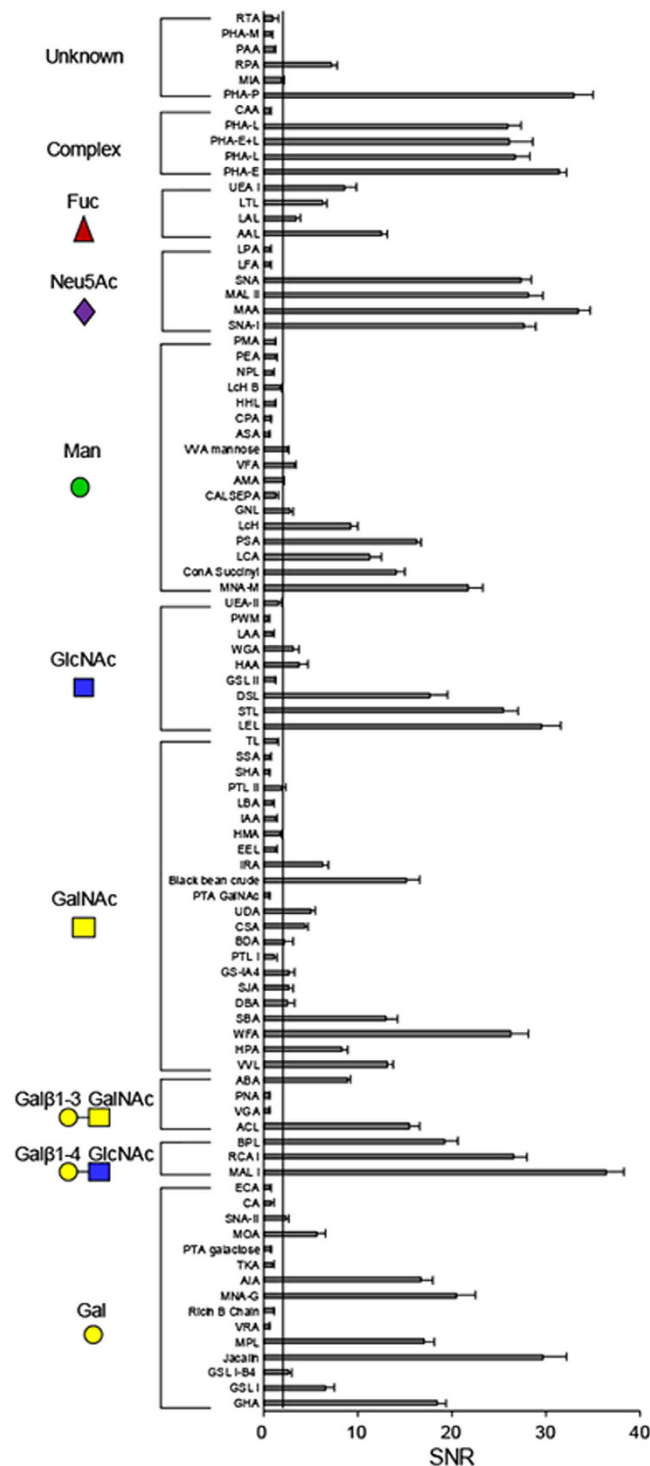 RTA
PHA-M
PAA
RPA
MIA
PHA-P
Unknown
CAA
PHA-L
PHA-E+L
PHA-L
PHA-E
Complex
UEA I
LTL
LAL
AAL
Fuc
LPA
LFA
SNA
MAL II
MAA
SNA-I
Neu5Ac
PMA
PEA
NPL
LcH B
HHL
CPA
ASA
VVA mannose
VFA
AMA
CALSEPA
GNL
LcH
PSA
LCA
ConA Succinyl
MNA-M
Man
UEA-II
PWM
LAA
WGA
HAA
GSL II
DSL
STL
LEL
GlcNAc
TL
SSA
SHA
PTL II
LBA
IAA
HMA
EEL
IRA
Black bean crude
PTA GalNAc
UDA
CSA
BDA
PTL I
GS-IA4
SJA
DBA
SBA
WFA
HPA
VVL
GalNAc
ABA
PNA
VGA
ACL
Galβ1-3 GalNAc
BPL
RCA I
MAL I
Galβ1-4 GlcNAc
ECA
CA
SNA-II
MOA
PTA galactose
TKA
AIA
MNA-G
Ricin B Chain
VRA
MPL
Jacalin
GSL I-B4
GSL I
GHA
Gal
0 10 20 30 40
SNR